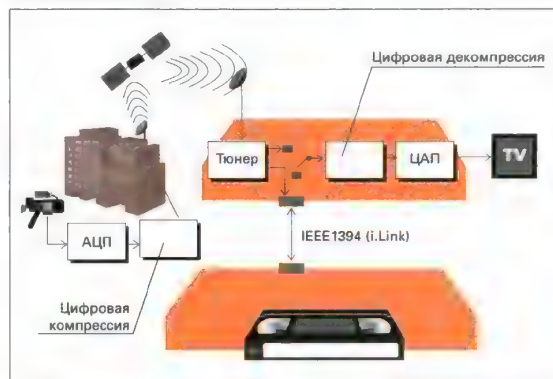 Цифровая декомпрессия
Тюнер
ЦАП
TV
IEEE1394 (i.Link)
АЦП
Цифровая
компрессия